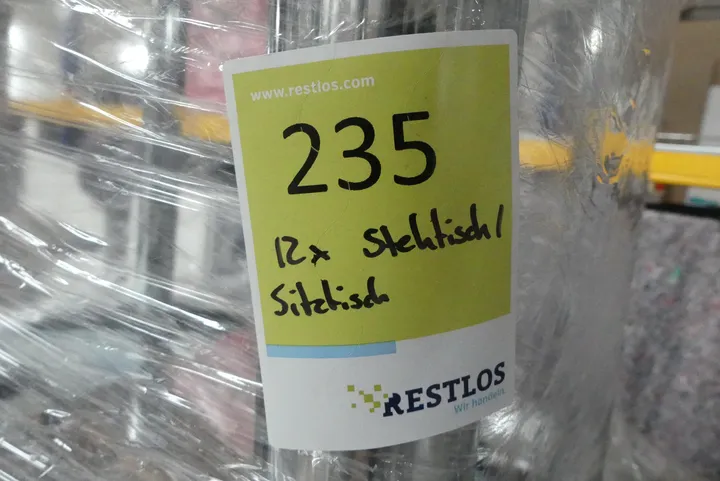 www.restlos.com
235
12x Stehtisch/
Sitztisch
RESTLOS
Wir handeln.